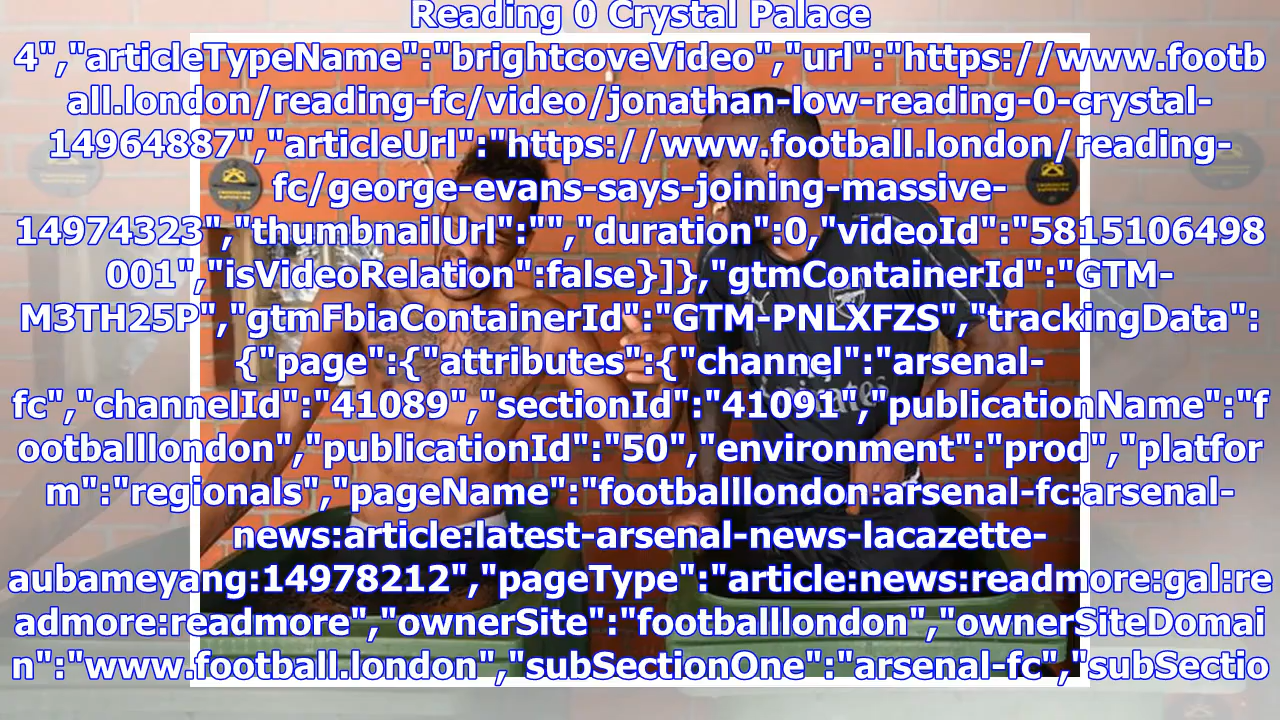 Reading 0 Crystal Palace
4","articleTypeName":"brightcoveVideo","url":"https://www.footb
all.london/reading-fc/video/jonathan-low-reading-0-crystal-
14964887","articleUrl":"https://www.football.london/reading-
fc/george-evans-says-joining-massive-
14974323","thumbnailUrl":"","duration":0,"videoId":"5815106498
001","isVideoRelation":false}]},"gtmContainerId":"GTM-
M3TH25P","gtmFbiaContainerId":"GTM-PNLXFZS","trackingData":
{"page":{"attributes":{"channel":"arsenal-
fc","channelId":"41089","sectionId":"41091","publicationName":"f
ootballlondon","publicationId":"50","environment":"prod","platfor
m":"regionals","pageName":"footballlondon:arsenal-fc:arsenal-
news:article:latest-arsenal-news-lacazette-
aubameyang:14978212","pageType":"article:news:readmore:gal:re
admore:readmore","ownerSite":"footballlondon","ownerSiteDomai
n":"www.football.london","subSectionOne":"arsenal-fc","subSectio